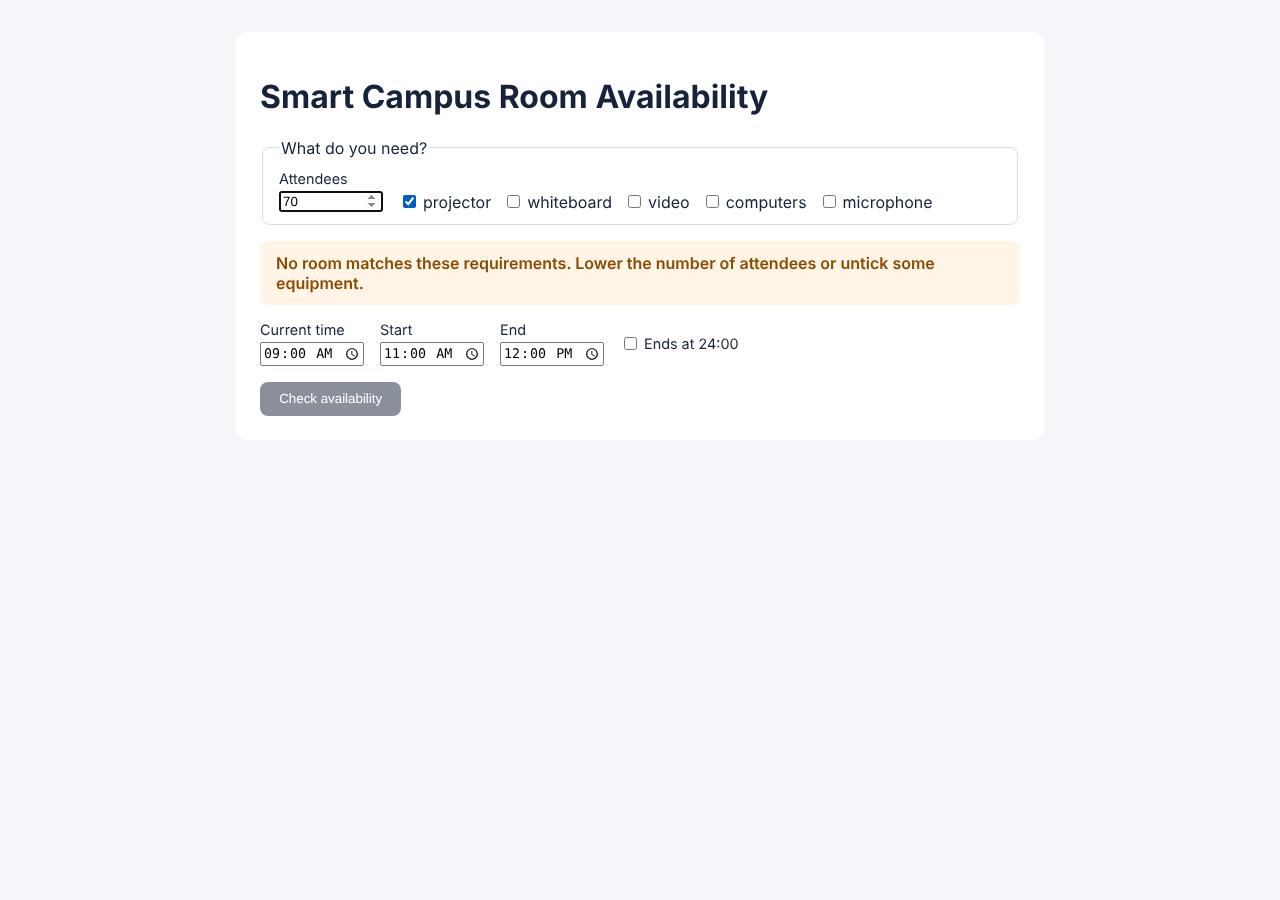 Smart Campus Room Availability
What do you need?
Attendees
70 projector whiteboard video computers microphone
No room matches these requirements. Lower the number of attendees or untick some
equipment.
Current time Start End
09:00 AM 11:00 AM 12:00 PM Ends at 24:00
Check availability